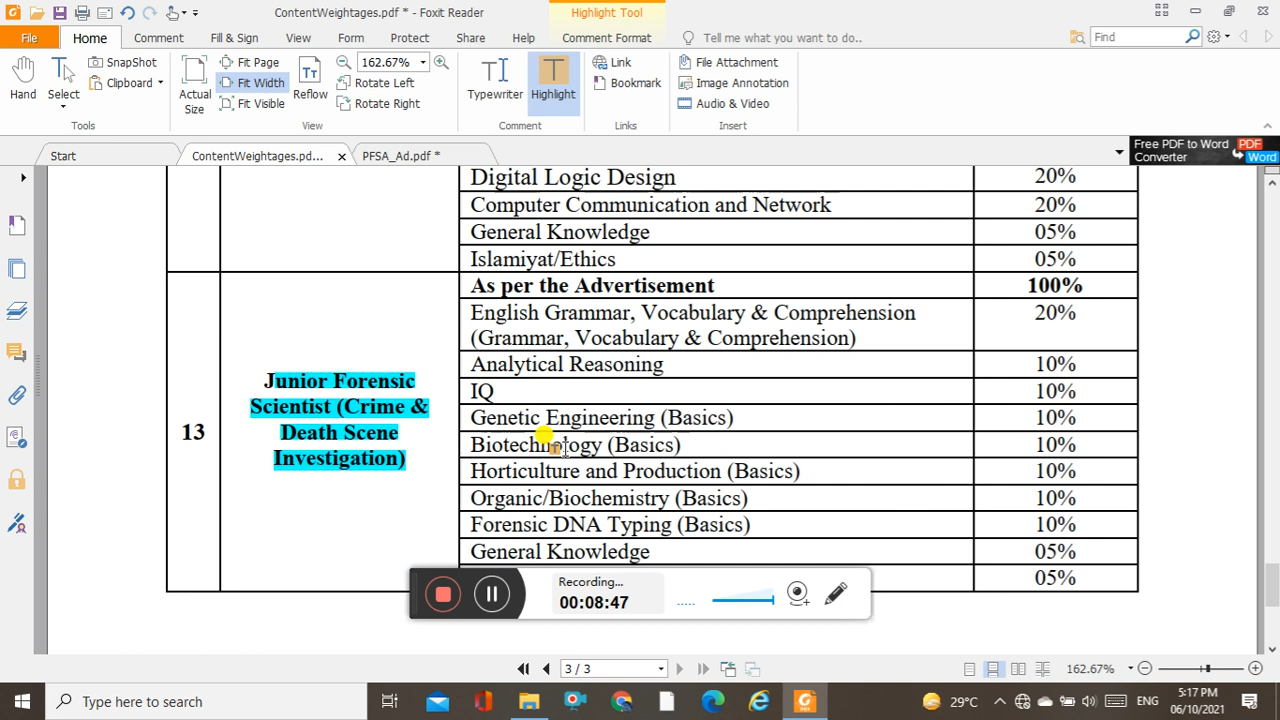 ContentWeightages.pdf * - Foxit Reader
Highlight Tool
File Home Comment Fill & Sign View Form Protect Share Help Comment Format Tell me what you want to do.. Find
SnapShot Fit Page 162.67% Link File Attachment
Clipboard Fit Width Rotate Left Bookmark Image Annotation
Hand Select Actual Size Reflow Fit Visible Rotate Right Typewriter Highlight Audio & Video
Tools View Comment Links Insert
Start ContentWeightages.pd... PFSA_Ad.pdf *
Free PDF to Word Converter PDF Word
Digital Logic Design 20%
Computer Communication and Network 20%
General Knowledge 05%
Islamiyat/Ethics 05%
As per the Advertisement 100%
English Grammar, Vocabulary & Comprehension 20%
(Grammar, Vocabulary & Comprehension)
Analytical Reasoning 10%
Junior Forensic
Scientist (Crime &
Death Scene
Investigation)
13
IQ 10%
Genetic Engineering (Basics) 10%
Biotechnology (Basics) 10%
Horticulture and Production (Basics) 10%
Organic/Biochemistry (Basics) 10%
Forensic DNA Typing (Basics) 10%
General Knowledge 05%
05%
Recording...
00:08:47
3 / 3 162.67%
Type here to search
29°C ENG
5:17 PM
06/10/2021